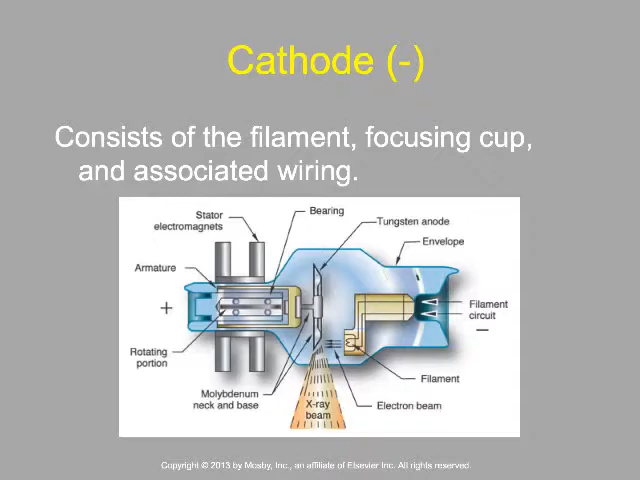 Cathode (-)
Consists of the filament, focusing cup,
and associated wiring.
Stator
electromagnets
Bearing
Tungsten anode
Envelope
Armature
+
Filament
circuit
−
Rotating
portion
Molybdenum
neck and base
X-ray
beam
Filament
Electron beam
Copyright © 2013 by Mosby, Inc., an affiliate of Elsevier Inc. All rights reserved.